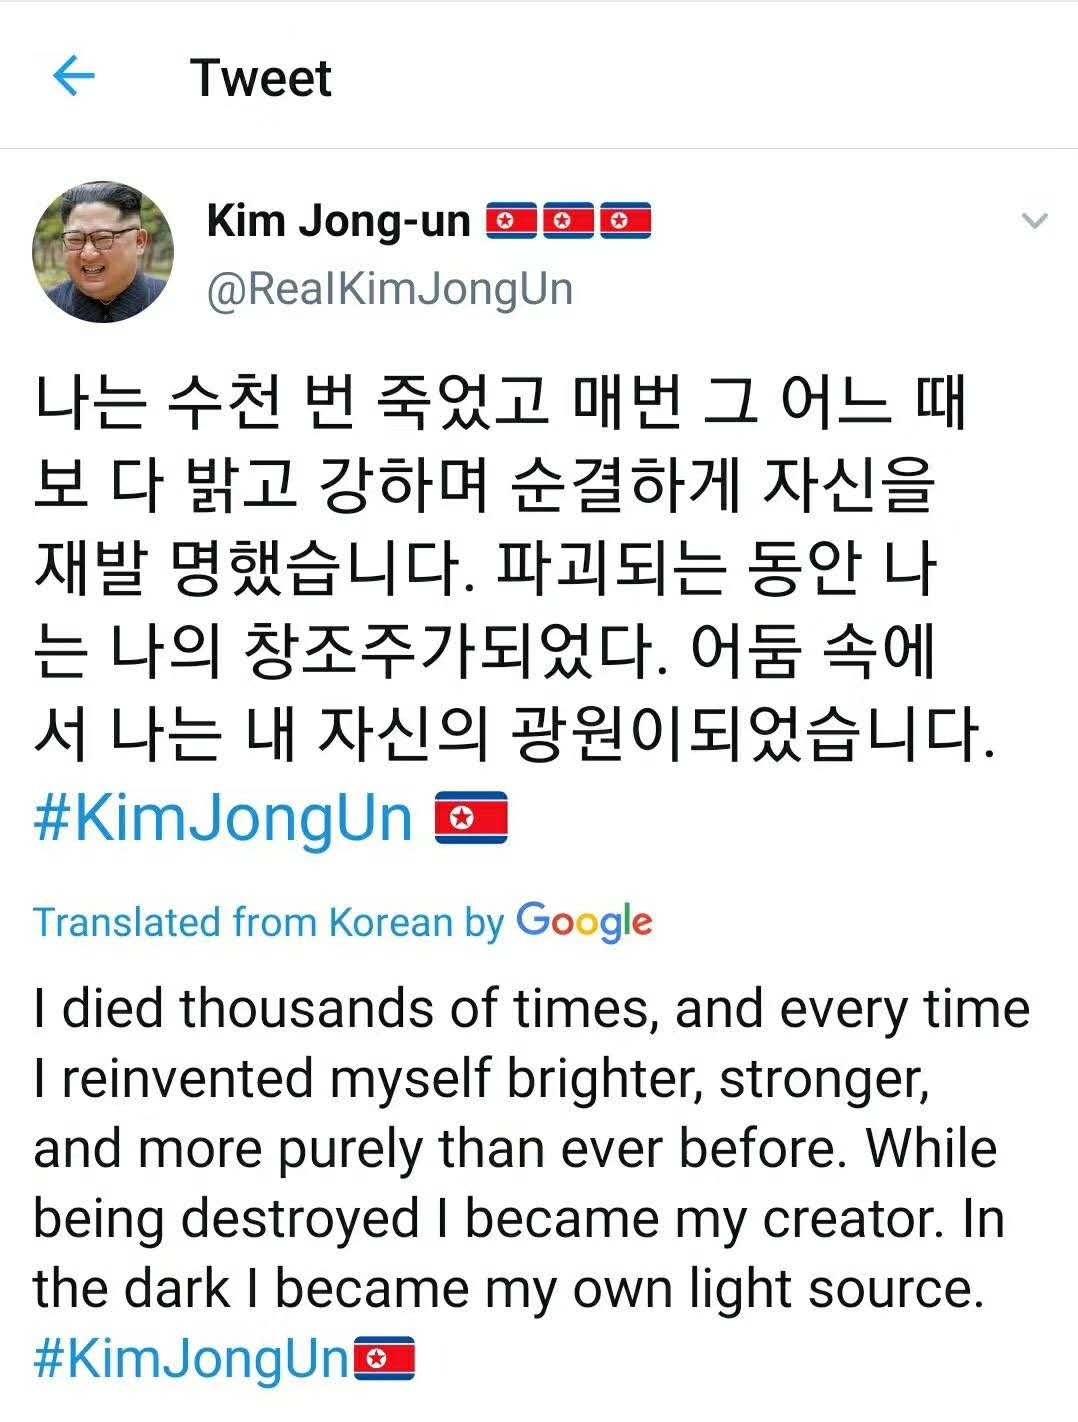 Tweet
Kim Jong-un 🇰🇵🇰🇵🇰🇵
@RealKimJongUn
나는 수천 번 죽었고 매번 그 어느 때
보 다 밝고 강하며 순결하게 자신을
재발 명했습니다. 파괴되는 동안 나
는 나의 창조주가되었다. 어둠 속에
서 나는 내 자신의 광원이되었습니다.
#KimJongUn 🇰🇵
Translated from Korean by Google
I died thousands of times, and every time
I reinvented myself brighter, stronger,
and more purely than ever before. While
being destroyed I became my creator. In
the dark I became my own light source.
#KimJongUn🇰🇵